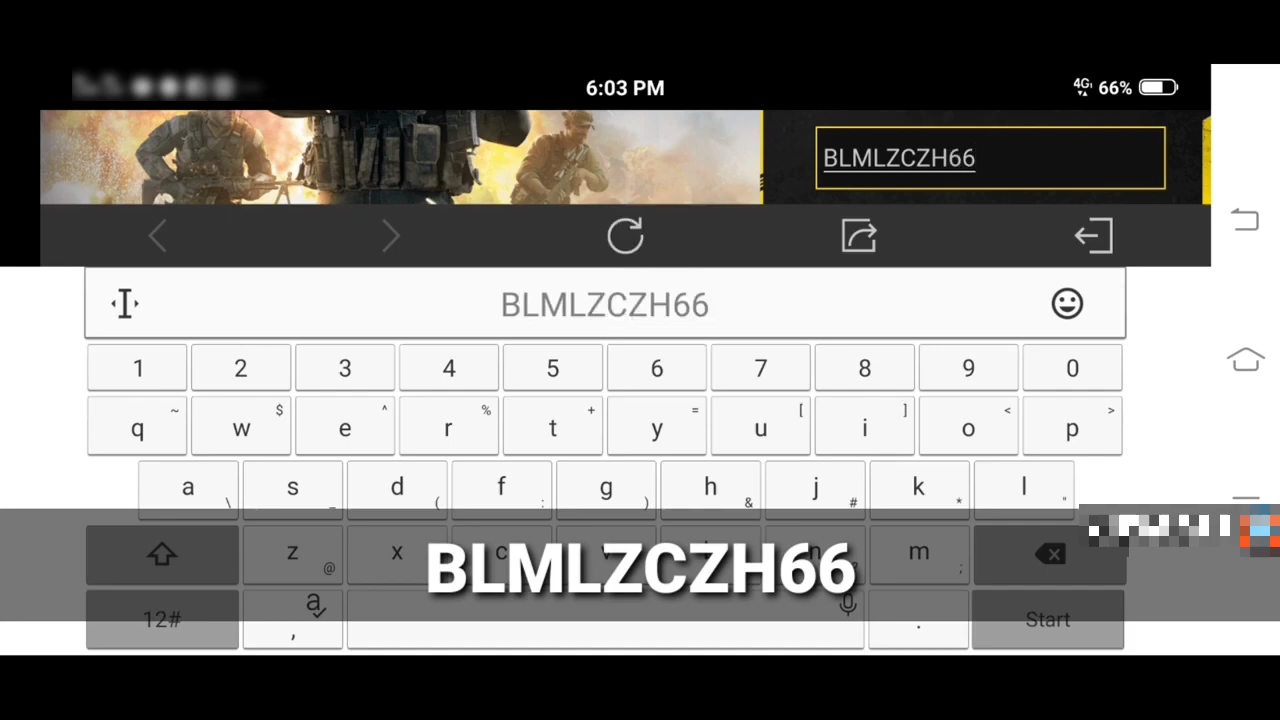 6:03 PM
4G 66%
BLMLZCZH66
BLMLZCZH66
1 2 3 4 5 6 7 8 9 0
~ $ ^ % + = [ ] < >
q w e r t y u i o p
a s d f g h j k l
\ _ ( : ) & # * "
z x c m
@ ;
BLMLZCZH66
12# , a . Start